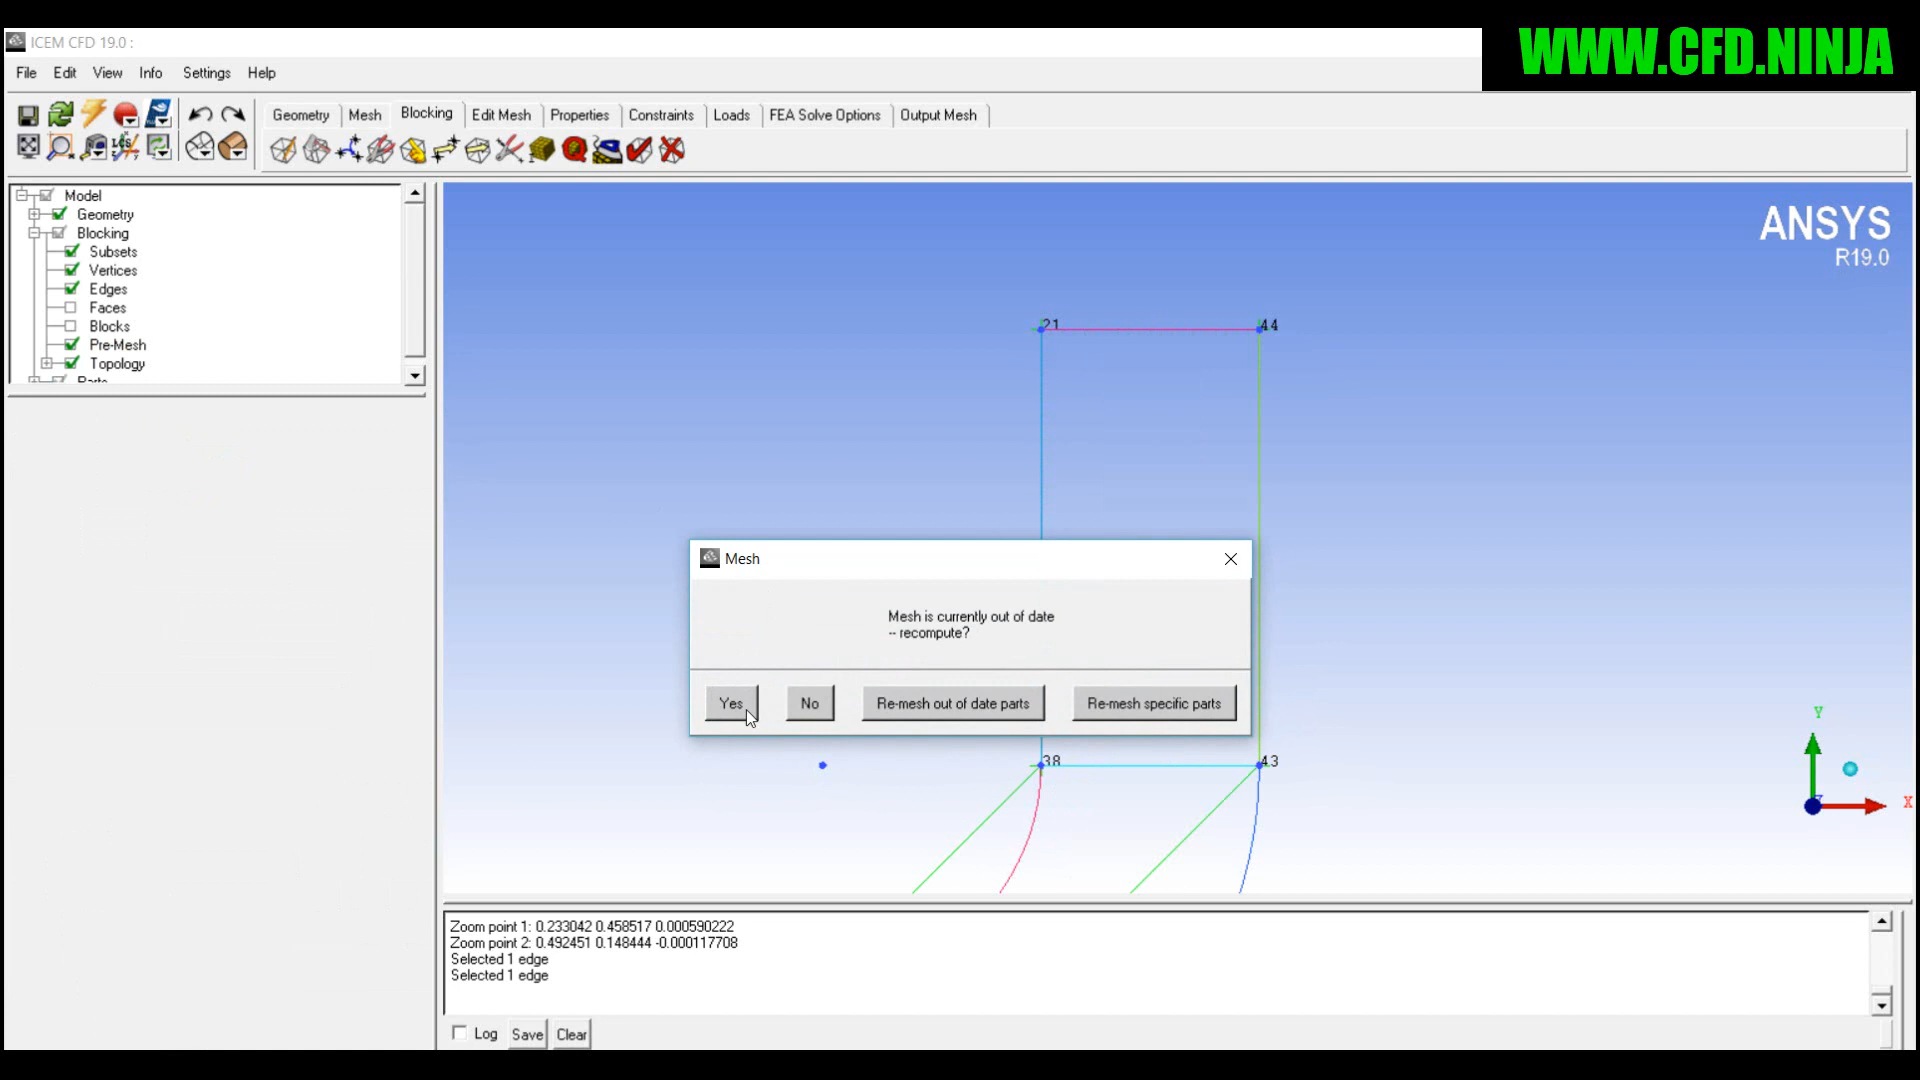 ICEM CFD 19.0 :
WWW.CFD.NINJA
File Edit View Info Settings Help
Geometry Mesh Blocking Edit Mesh Properties Constraints Loads FEA Solve Options Output Mesh
Model
Geometry
Blocking
Subsets
Vertices
Edges
Faces
Blocks
Pre-Mesh
Topology
Parts
ANSYS
R19.0
21
44
Mesh
Mesh is currently out of date
-- recompute?
Yes No Re-mesh out of date parts Re-mesh specific parts
38
43
Y
X
Zoom point 1: 0.233042 0.458517 0.000590222
Zoom point 2: 0.492451 0.148444 -0.000117708
Selected 1 edge
Selected 1 edge
Log Save Clear